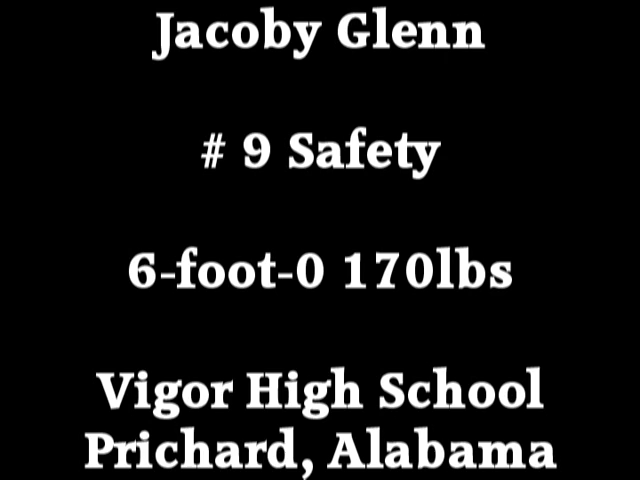 Jacoby Glenn
# 9 Safety
6-foot-0 170lbs
Vigor High School
Prichard, Alabama